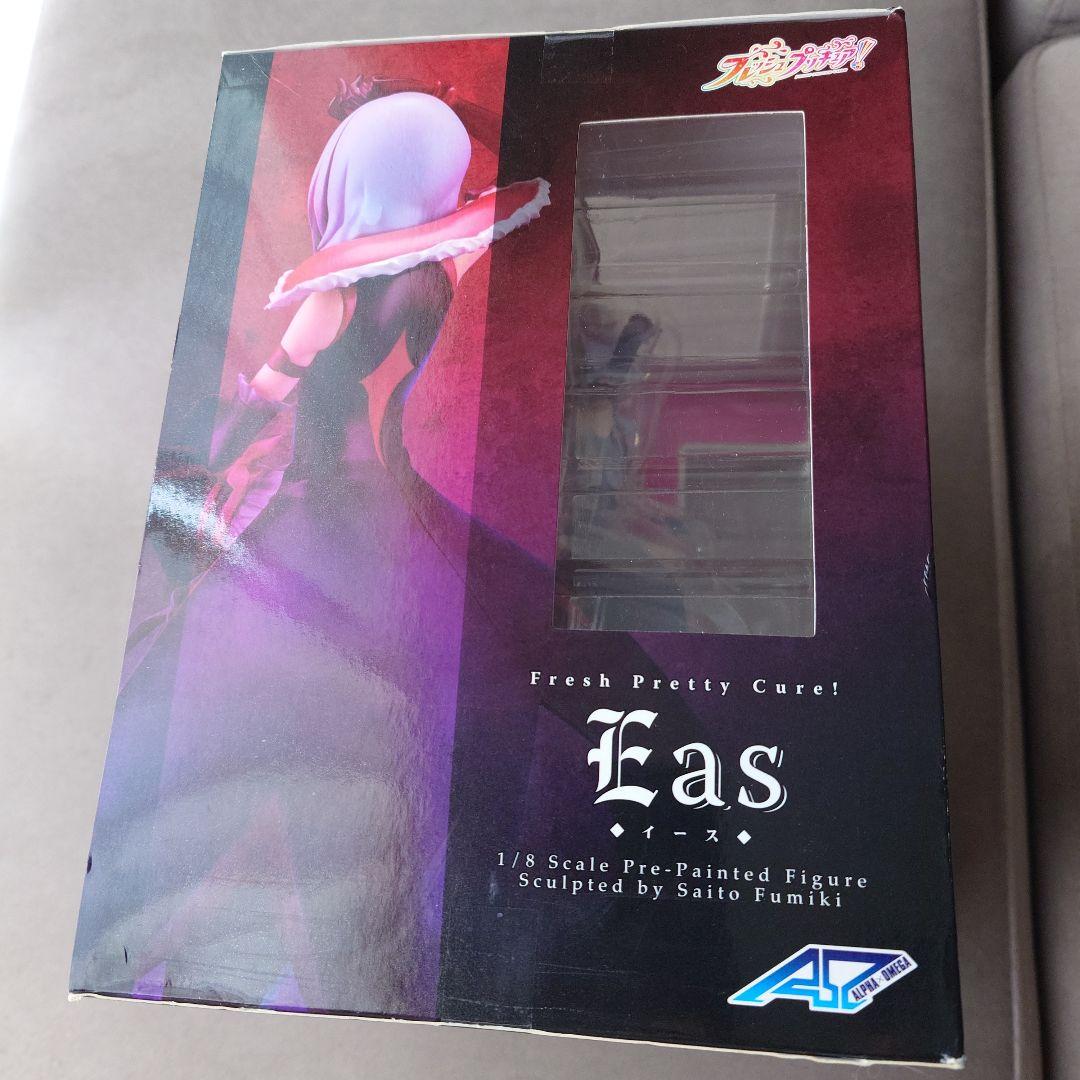 フレッシュプリキュア!
Fresh Pretty Cure!
Eas
◆イース◆
1/8 Scale Pre-Painted Figure
Sculpted by Saito Fumiki
AΩ
ALPHA×OMEGA